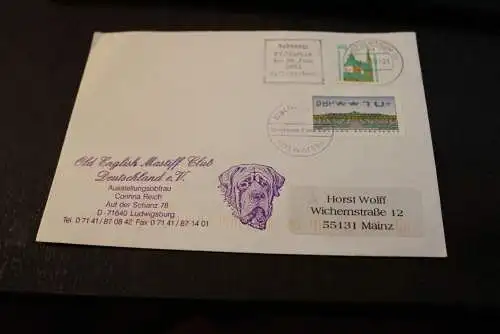 Old English Mastiff Club
Deutschland e.V.
Ausstellungsobfrau
Corinna Reich
Auf der Schanz 78
D - 71640 Ludwigsburg
Tel. 0 71 41/ 87 08 42 Fax 0 71 41/ 87 14 01
Horst Wolff
Wichernstraße 12
55131 Mainz